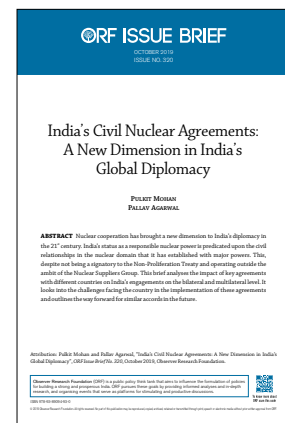 ORF ISSUE BRIEF
OCTOBER 2019
ISSUE NO. 320
India's Civil Nuclear Agreements:
A New Dimension in India's
Global Diplomacy
PULKIT MOHAN
PALLAV AGARWAL
ABSTRACT Nuclear cooperation has brought a new dimension to India's diplomacy in
the 21st century. India's status as a responsible nuclear power is predicated upon the civil
relationships in the nuclear domain that it has established with major powers. This,
despite not being a signatory to the Non-Proliferation Treaty and operating outside the
ambit of the Nuclear Suppliers Group. This brief analyses the impact of key agreements
with different countries on India's engagements on the bilateral and multilateral level. It
looks into the challenges facing the country in the implementation of these agreements
and outlines the way forward for similar accords in the future.
Attribution: Pulkit Mohan and Pallav Agarwal, "India's Civil Nuclear Agreements: A New Dimension in India's
Global Diplomacy", ORF Issue Brief No. 320, October 2019, Observer Research Foundation.
Observer Research Foundation (ORF) is a public policy think tank that aims to influence the formulation of policies
for building a strong and prosperous India. ORF pursues these goals by providing informed analyses and in-depth
research, and organising events that serve as platforms for stimulating and productive discussions.
To know more about
ORF scan this code